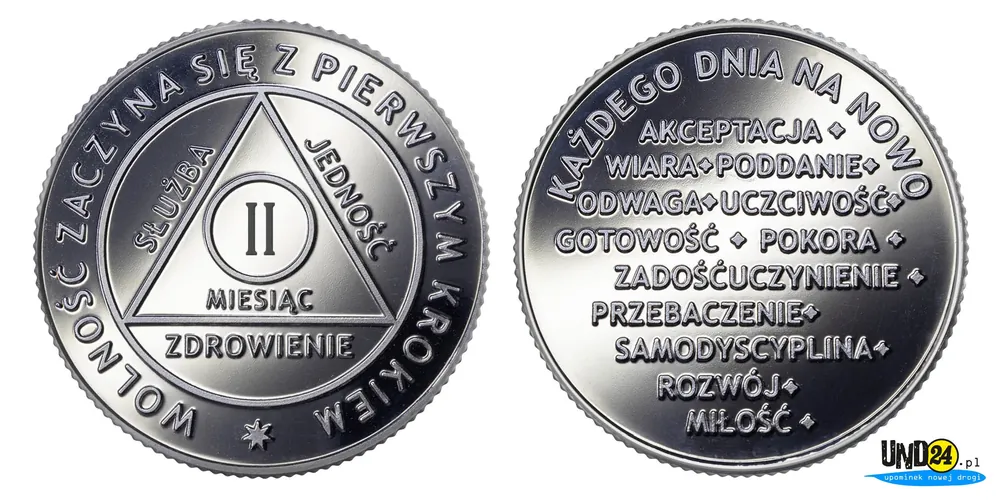 WOLNOŚĆ ZACZYNA SIĘ Z PIERWSZYM KROKIEM
SŁUŻBA
JEDNOŚĆ
II
MIESIĄC
ZDROWIENIE
KAŻDEGO DNIA NA NOWO
AKCEPTACJA
WIARA PODDANIE
ODWAGA UCZCIWOŚĆ
GOTOWOŚĆ POKORA
ZADOŚĆUCZYNIENIE
PRZEBACZENIE
SAMODYSCYPLINA
ROZWÓJ
MIŁOŚĆ
UND24.pl
upominek nowej drogi